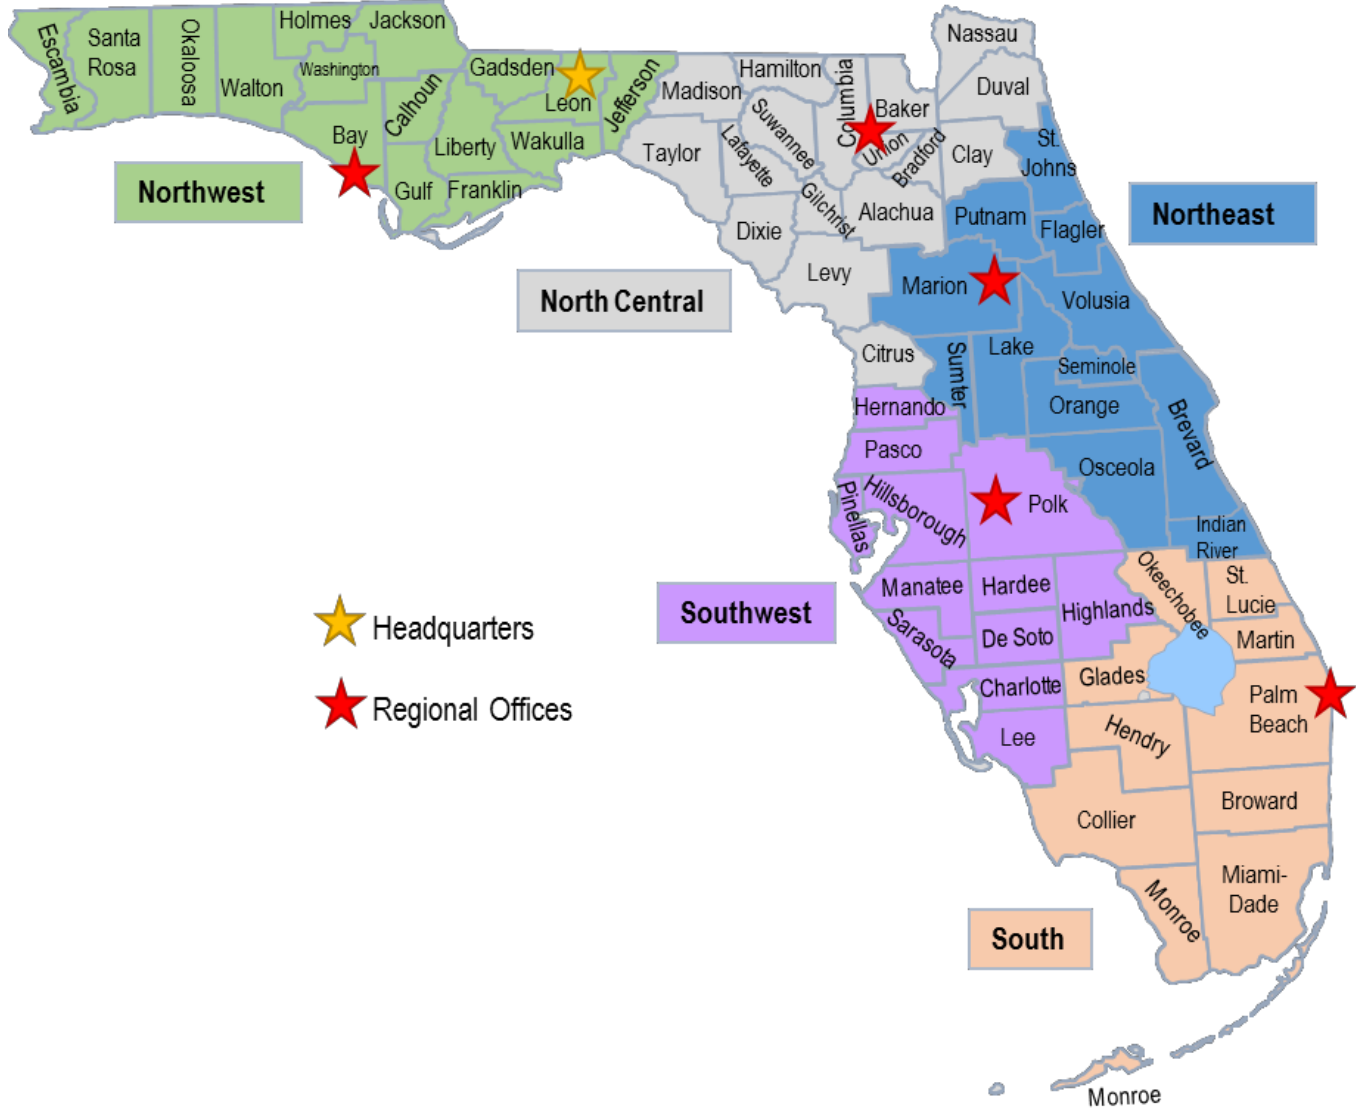 Escambia
Santa
Rosa
Okaloosa
Walton
Holmes
Jackson
Washington
Bay
Calhoun
Gulf
Liberty
Franklin
Gadsden
Leon
Wakulla
Jefferson
Northwest
Madison
Taylor
Hamilton
Suwannee
Lafayette
Dixie
Columbia
Gilchrist
Levy
Baker
Union
Bradford
Alachua
Nassau
Duval
Clay
Citrus
North Central
St.
Johns
Putnam
Flagler
Marion
Volusia
Sumter
Lake
Seminole
Orange
Brevard
Osceola
Indian
River
Northeast
Hernando
Pasco
Pinellas
Hillsborough
Polk
Manatee
Hardee
Highlands
Sarasota
De Soto
Charlotte
Lee
Southwest
Okeechobee
St.
Lucie
Martin
Glades
Palm
Beach
Hendry
Collier
Broward
Miami-
Dade
Monroe
South
Monroe
Headquarters
Regional Offices